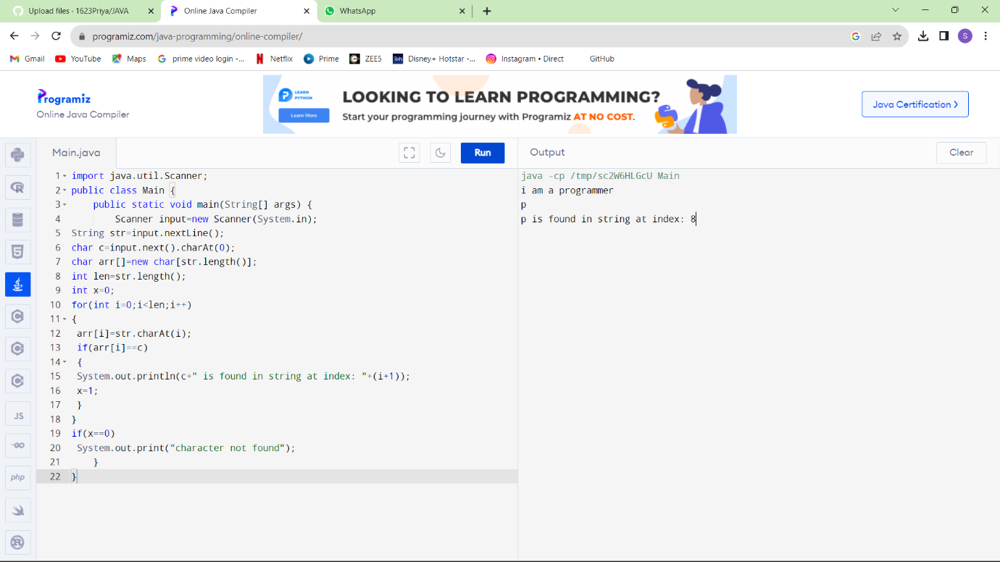 Upload files · 1623Priya/JAVA
Online Java Compiler
WhatsApp
programiz.com/java-programming/online-compiler/
S
Gmail
YouTube
Maps
prime video login -...
Netflix
Prime
ZEE5
Disney+ Hotstar -...
Instagram • Direct
GitHub
Programiz
Online Java Compiler
LEARN
PYTHON
Learn More
LOOKING TO LEARN PROGRAMMING?
Start your programming journey with Programiz AT NO COST.
Java Certification >
Main.java
Run
Output
Clear
1 import java.util.Scanner;
2 public class Main {
3 public static void main(String[] args) {
4 Scanner input=new Scanner(System.in);
5 String str=input.nextLine();
6 char c=input.next().charAt(0);
7 char arr[]=new char[str.length()];
8 int len=str.length();
9 int x=0;
10 for(int i=0;i<len;i++)
11 {
12 arr[i]=str.charAt(i);
13 if(arr[i]==c)
14 {
15 System.out.println(c+" is found in string at index: "+(i+1));
16 x=1;
17 }
18 }
19 if(x==0)
20 System.out.print("character not found");
21 }
22 }
java -cp /tmp/sc2W6HLGcU Main
i am a programmer
p
p is found in string at index: 8
JS
GO
php